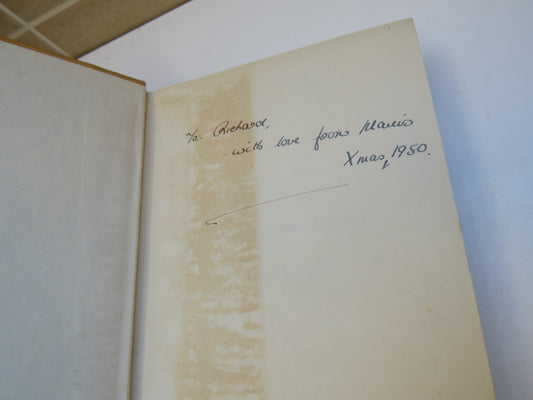 To Richard,
- with love from Mavis
Xmas, 1950.